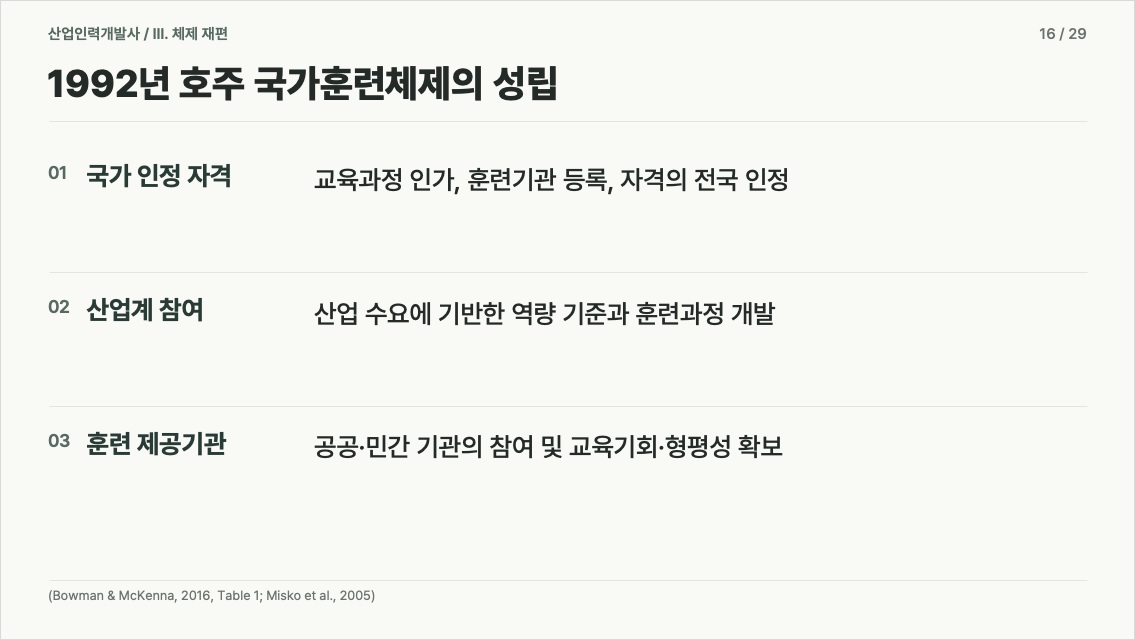 산업인력개발사 / III. 체제 재편
16 / 29
1992년 호주 국가훈련체제의 성립
01 국가 인정 자격 교육과정 인가, 훈련기관 등록, 자격의 전국 인정
02 산업계 참여 산업 수요에 기반한 역량 기준과 훈련과정 개발
03 훈련 제공기관 공공·민간 기관의 참여 및 교육기회·형평성 확보
(Bowman & McKenna, 2016, Table 1; Misko et al., 2005)